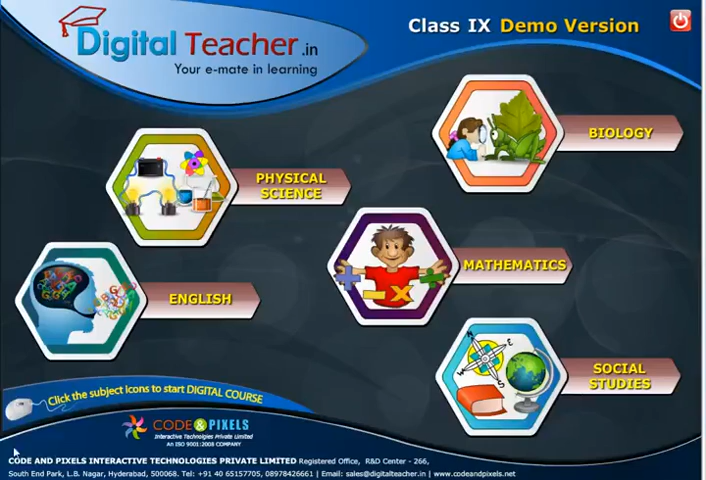 Digital Teacher.in
Your e-mate in learning
Class IX Demo Version
BIOLOGY
PHYSICAL
SCIENCE
MATHEMATICS
ENGLISH
SOCIAL
STUDIES
Click the subject icons to start DIGITAL COURSE
CODE & PIXELS
Interactive Technologies Private Limited
An ISO 9001:2008 COMPANY
CODE AND PIXELS INTERACTIVE TECHNOLOGIES PRIVATE LIMITED Registered Office, R&D Center - 266,
South End Park, L.B. Nagar, Hyderabad, 500068. Tel: +91 40 65157705, 08978426661 | Email: sales@digitalteacher.in | www.codeandpixels.net